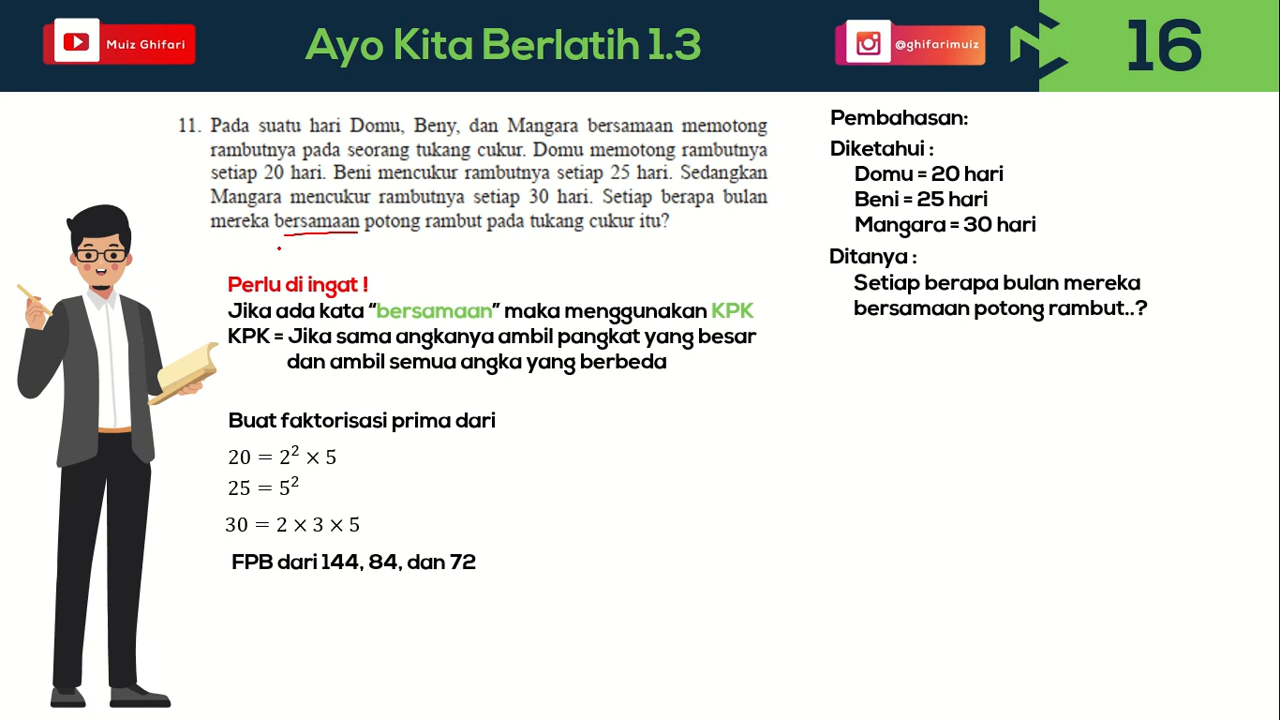 Muiz Ghifari
Ayo Kita Berlatih 1.3
@ghifarimuiz
16
11. Pada suatu hari Domu, Beny, dan Mangara bersamaan memotong
rambutnya pada seorang tukang cukur. Domu memotong rambutnya
setiap 20 hari. Beni mencukur rambutnya setiap 25 hari. Sedangkan
Mangara mencukur rambutnya setiap 30 hari. Setiap berapa bulan
mereka bersamaan potong rambut pada tukang cukur itu?
Perlu di ingat !
Jika ada kata “bersamaan” maka menggunakan KPK
KPK = Jika sama angkanya ambil pangkat yang besar
dan ambil semua angka yang berbeda
Buat faktorisasi prima dari
20 = 2² × 5
25 = 5²
30 = 2 × 3 × 5
FPB dari 144, 84, dan 72
Pembahasan:
Diketahui :
Domu = 20 hari
Beni = 25 hari
Mangara = 30 hari
Ditanya :
Setiap berapa bulan mereka
bersamaan potong rambut..?